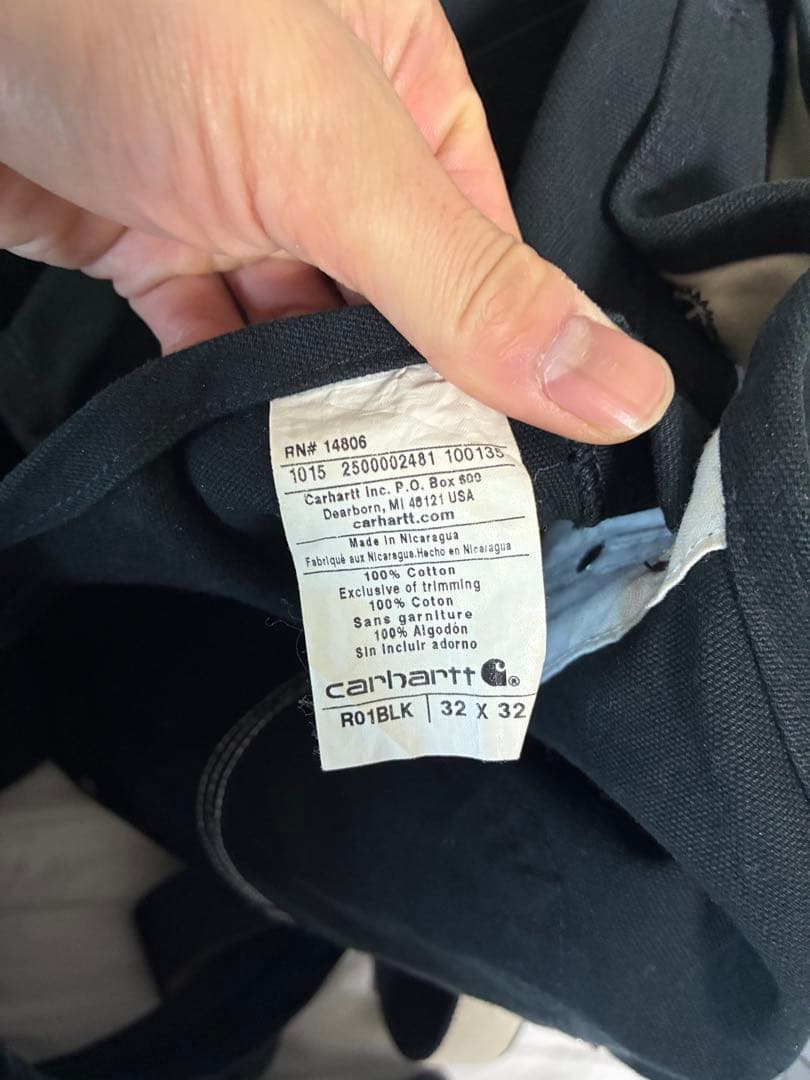 RN# 14806
1015 2500002481 100135
Carhartt Inc. P.O. Box 600
Dearborn, MI 48121 USA
carhartt.com
Made in Nicaragua
Fabriqué aux Nicaragua.Hecho en Nicaragua
100% Cotton
Exclusive of trimming
100% Coton
Sans garniture
100% Algodón
Sin Incluir adorno
carhartt ®
R01BLK | 32 X 32